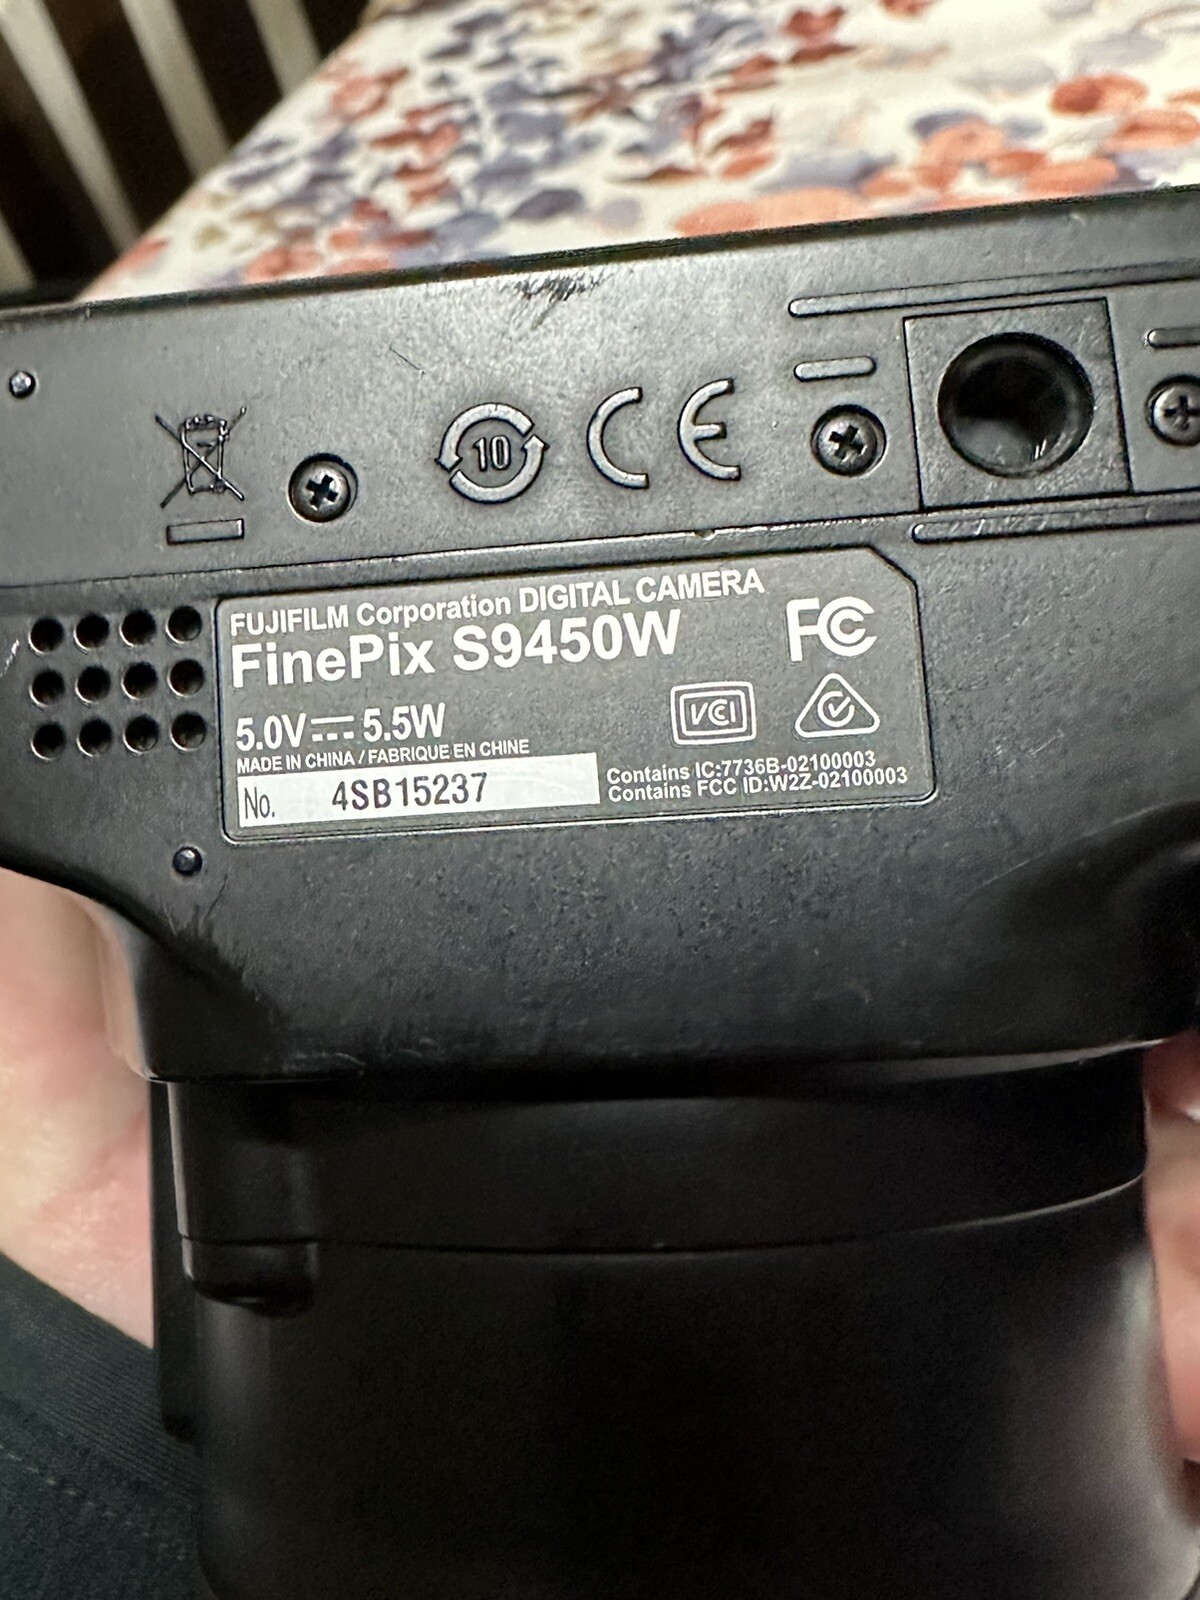 10
CE
FUJIFILM Corporation DIGITAL CAMERA
FinePix S9450W
FC
5.0V⎓5.5W
VCI
MADE IN CHINA / FABRIQUE EN CHINE
No. 4SB15237
Contains IC:7736B-02100003
Contains FCC ID:W2Z-02100003